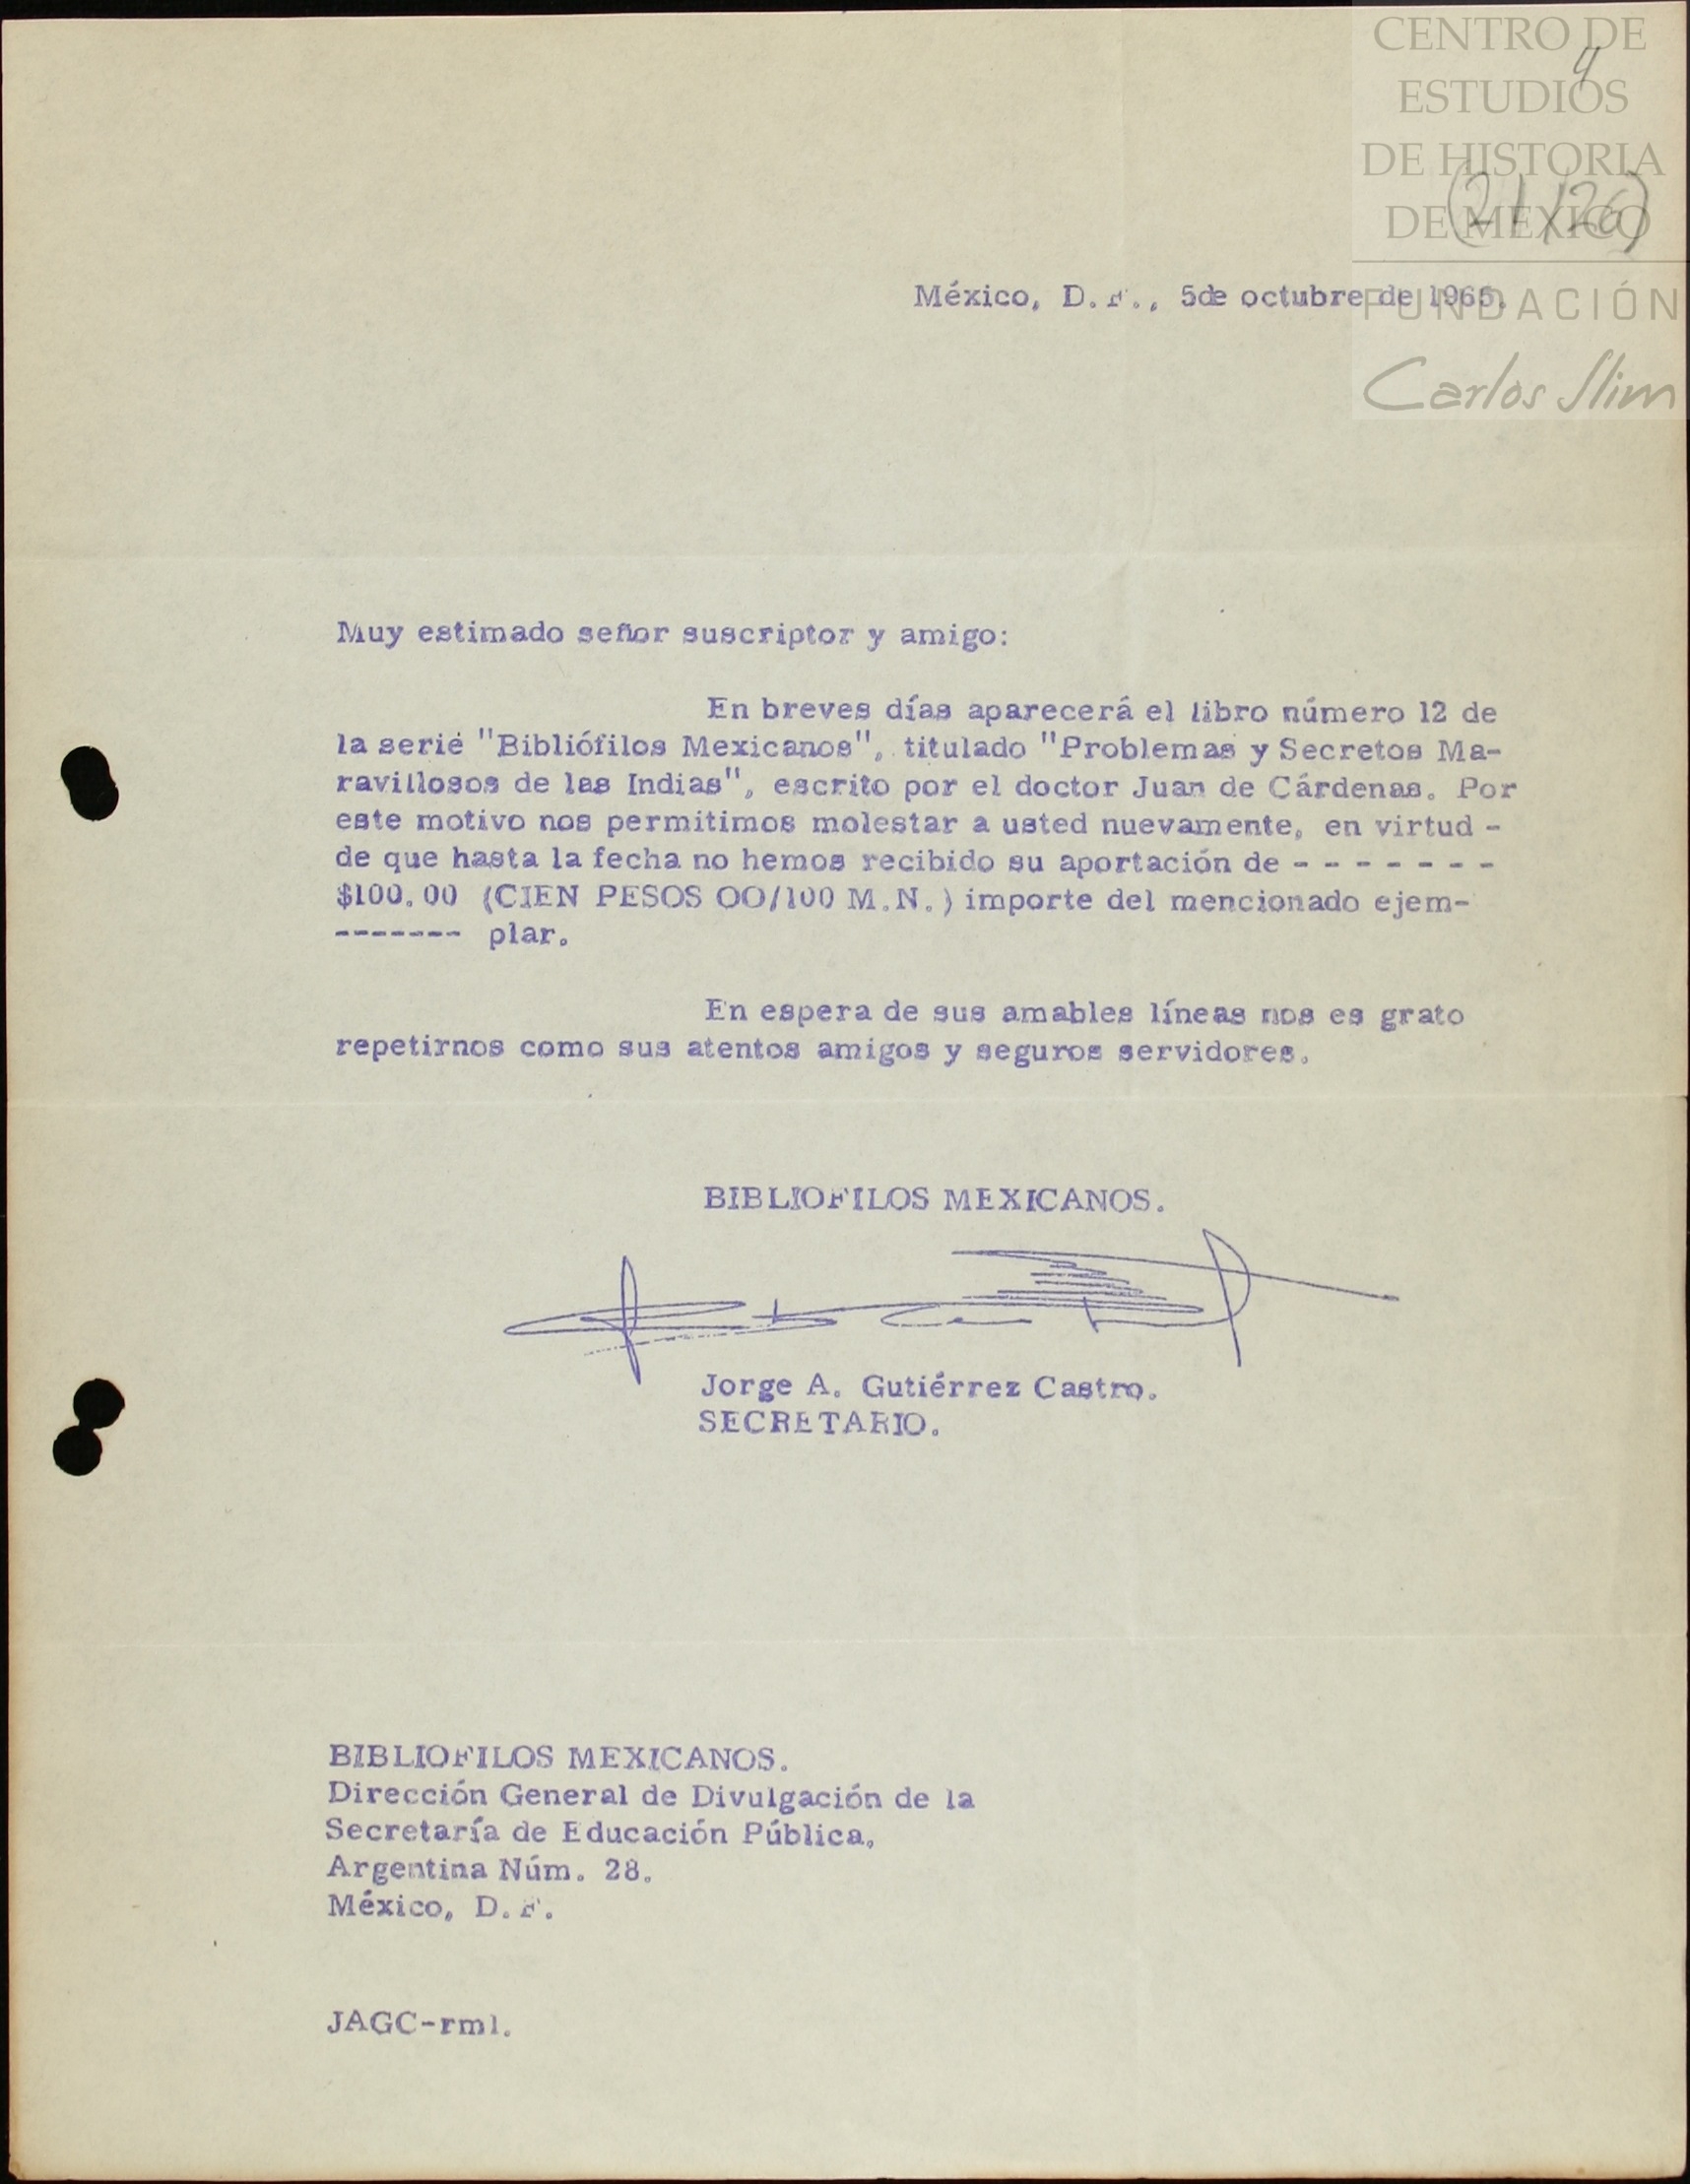 CENTRO DE
4
ESTUDIOS
DE HISTORIA
DE MEXICO
(21/26)
México, D.F., 5de octubre de 1965.
FUNDACIÓN
Carlos Slim
Muy estimado señor suscriptor y amigo:
En breves días aparecerá el libro número 12 de
la serie "Bibliófilos Mexicanos", titulado "Problemas y Secretos Ma-
ravillosos de las Indias", escrito por el doctor Juan de Cárdenas. Por
este motivo nos permitimos molestar a usted nuevamente, en virtud -
de que hasta la fecha no hemos recibido su aportación de - - - - - - -
$100.00 (CIEN PESOS OO/100 M.N.) importe del mencionado ejem-
------- plar.
En espera de sus amables líneas nos es grato
repetirnos como sus atentos amigos y seguros servidores.
BIBLIOFILOS MEXICANOS.
Jorge A. Gutiérrez Castro.
SECRETARIO.
BIBLIOFILOS MEXICANOS.
Dirección General de Divulgación de la
Secretaría de Educación Pública,
Argentina Núm. 28.
México, D.F.
JAGC-rml.